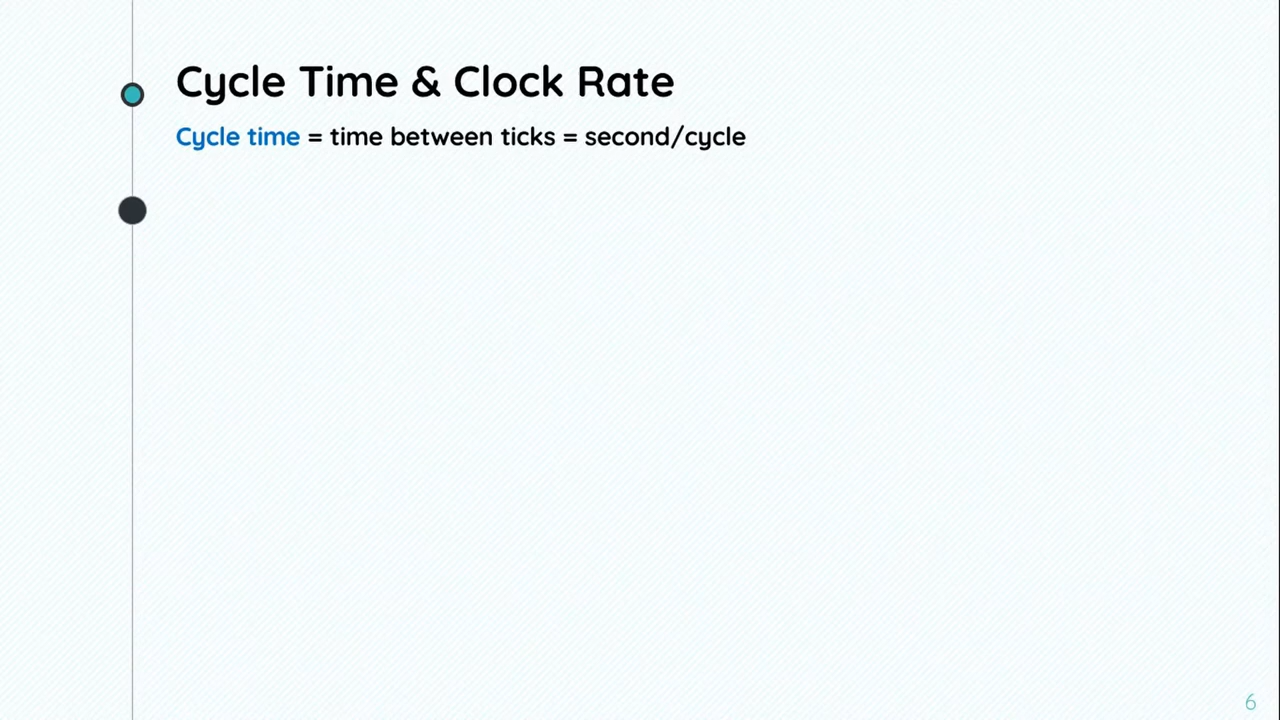 Cycle Time & Clock Rate
Cycle time = time between ticks = second/cycle
6